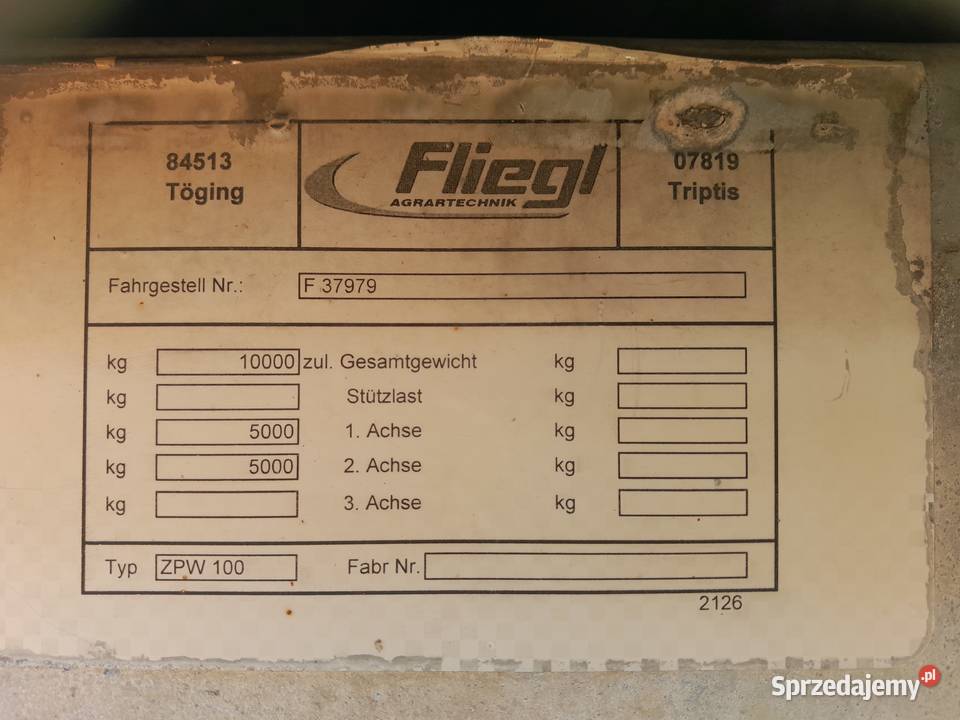 84513
Töging
Fliegl
AGRARTECHNIK
07819
Triptis
Fahrgestell Nr.: F 37979
kg 10000 zul. Gesamtgewicht kg
kg Stützlast kg
kg 5000 1. Achse kg
kg 5000 2. Achse kg
kg 3. Achse kg
Typ ZPW 100 Fabr Nr.
2126
Sprzedajemy.pl